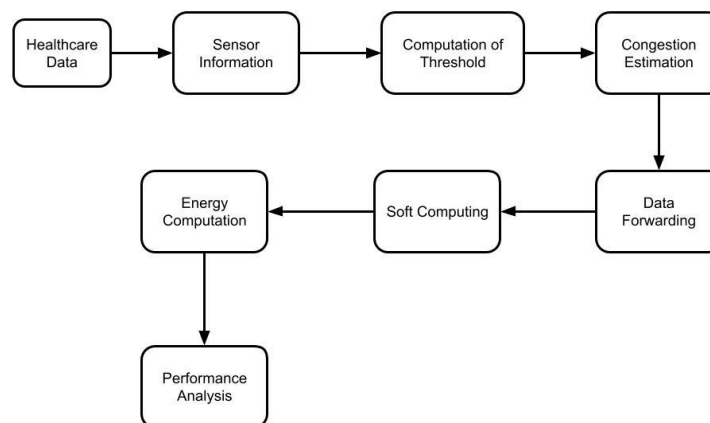 Healthcare
Data
Sensor
Information
Computation of
Threshold
Congestion
Estimation
Data
Forwarding
Soft Computing
Energy
Computation
Performance
Analysis